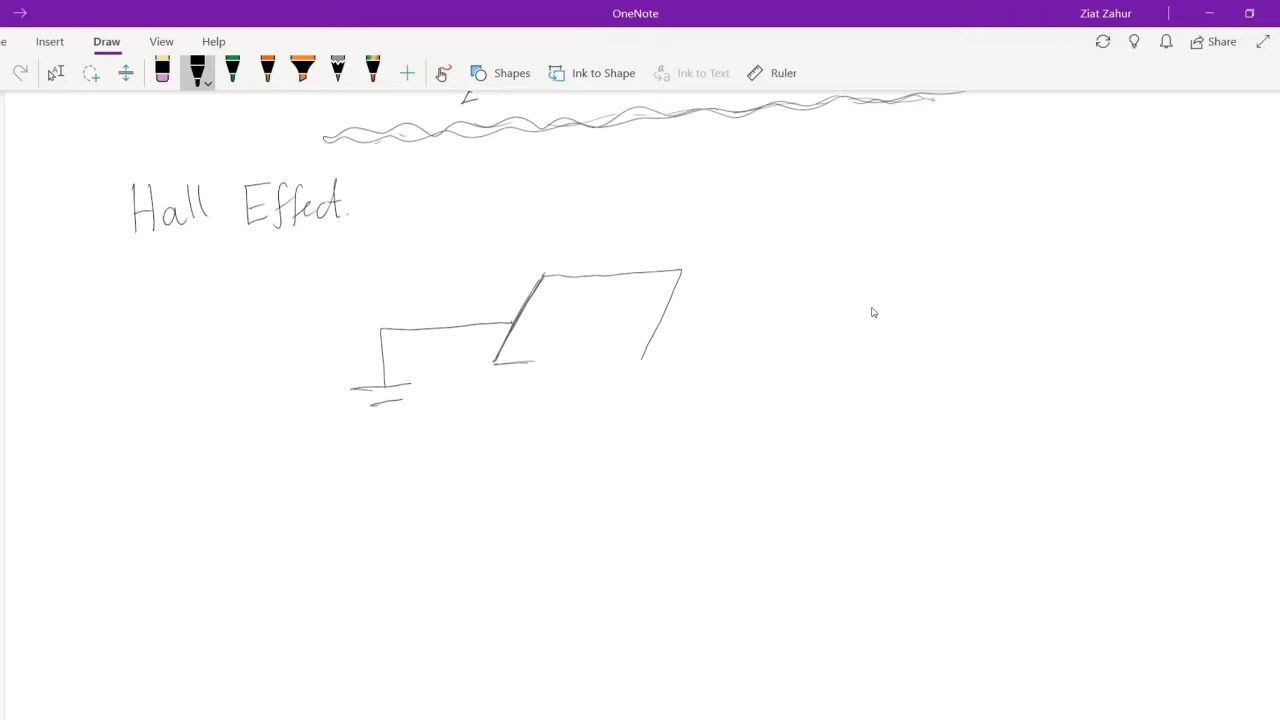 OneNote
Ziat Zahur
Insert Draw View Help
Share
Shapes
Ink to Shape
Ink to Text
Ruler
Hall Effect.